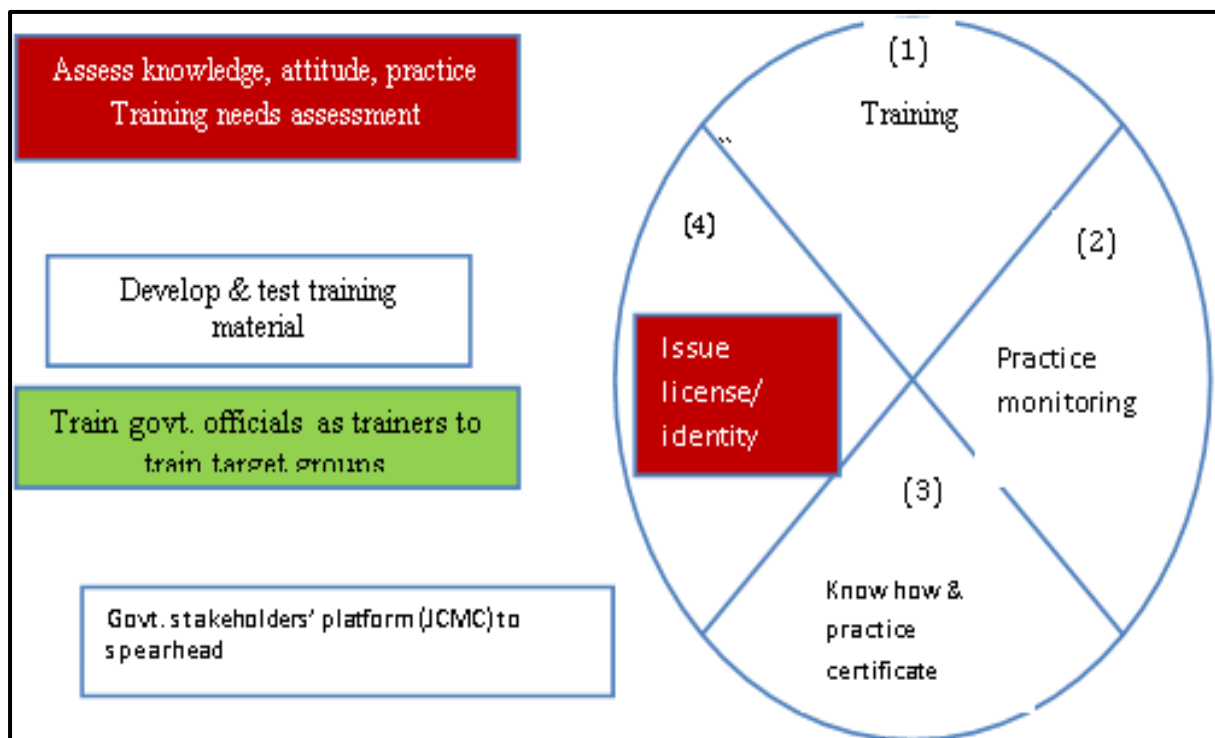 Assess knowledge, attitude, practice
Training needs assessment
Develop & test training
material
Train govt. officials as trainers to
train target groups
Govt. stakeholders' platform (JCMC) to
spearhead
(1)
Training
(2)
Practice
monitoring
(3)
Know how &
practice
certificate
(4)
Issue
license/
identity